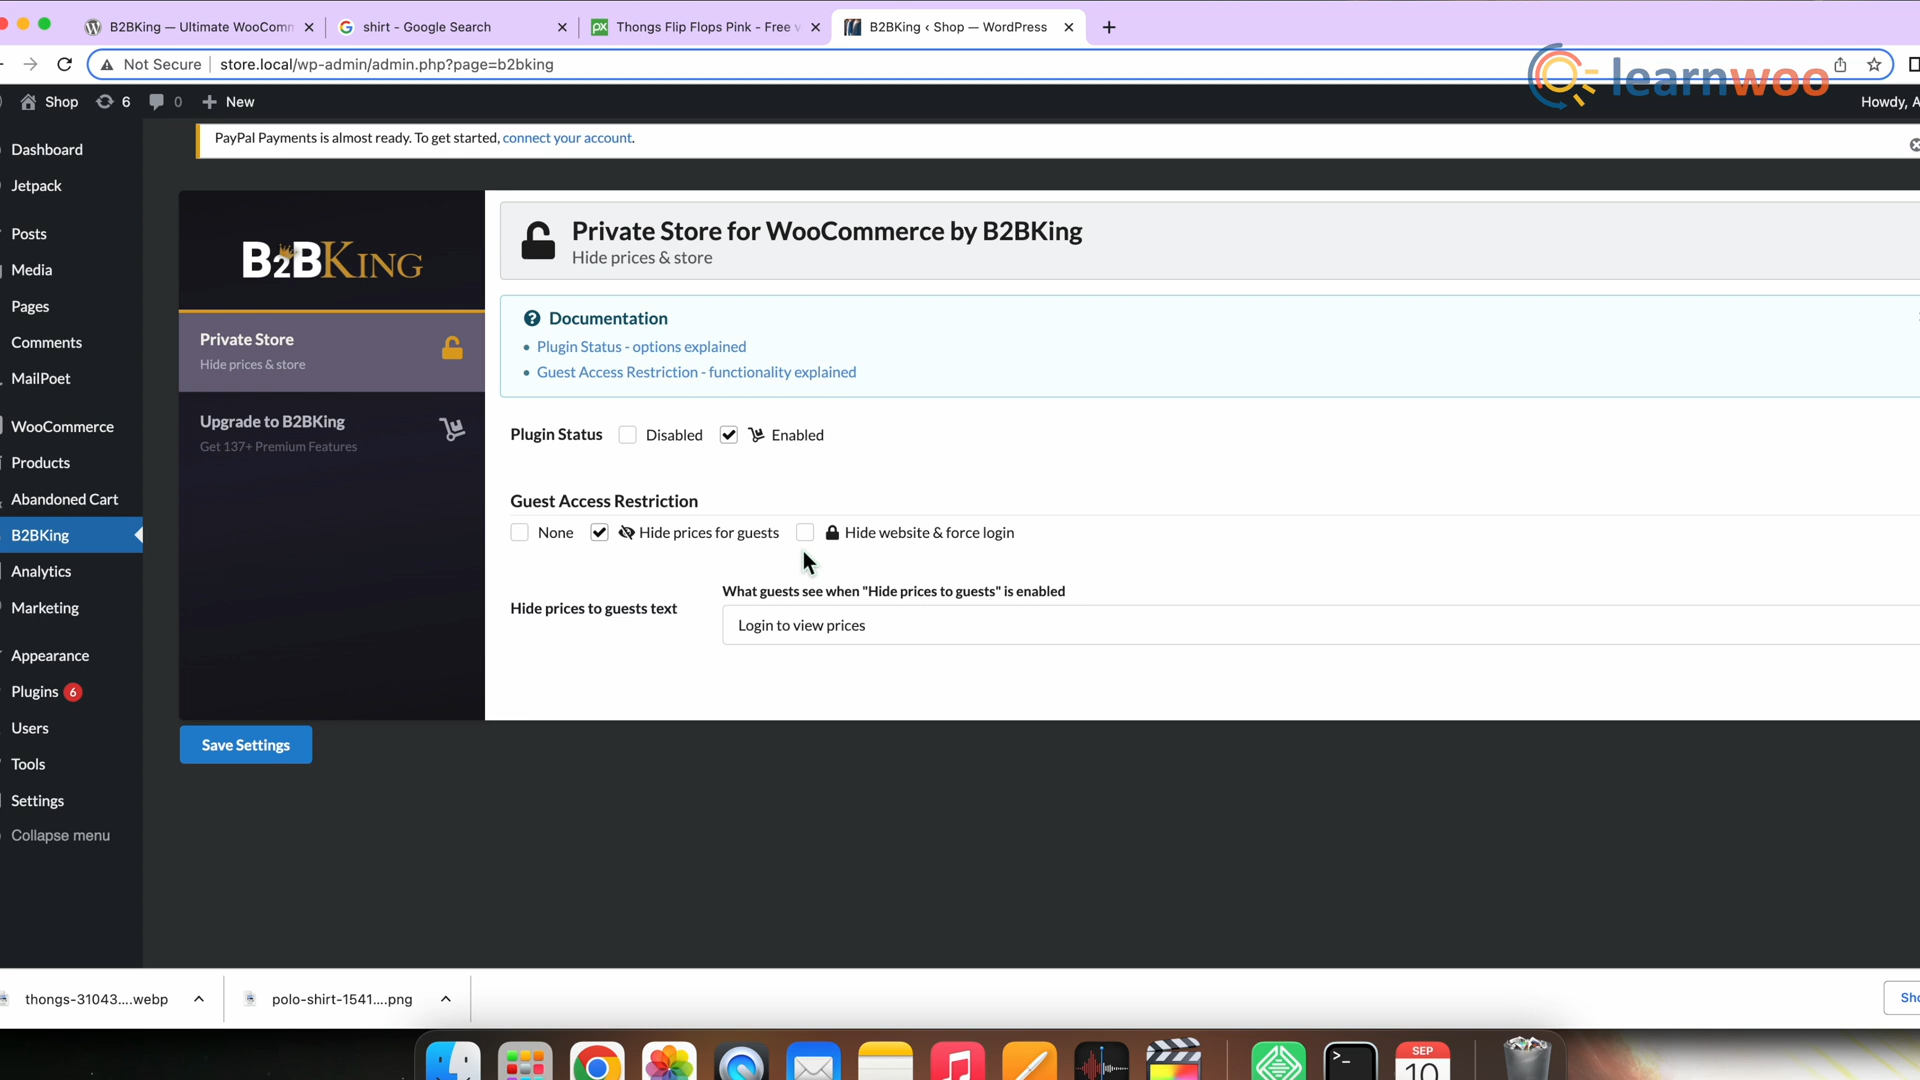 B2BKing — Ultimate WooComm
shirt - Google Search
Thongs Flip Flops Pink - Free v
B2BKing ‹ Shop — WordPress
Not Secure
store.local/wp-admin/admin.php?page=b2bking
learnwoo
Shop
6
0
New
Howdy, A
PayPal Payments is almost ready. To get started, connect your account.
Dashboard
Jetpack
Posts
Media
Pages
Comments
MailPoet
WooCommerce
Products
Abandoned Cart
B2BKing
Analytics
Marketing
Appearance
Plugins 6
Users
Tools
Settings
Collapse menu
B2BKING
Private Store
Hide prices & store
Upgrade to B2BKing
Get 137+ Premium Features
Private Store for WooCommerce by B2BKing
Hide prices & store
Documentation
Plugin Status - options explained
Guest Access Restriction - functionality explained
Plugin Status
Disabled
Enabled
Guest Access Restriction
None
Hide prices for guests
Hide website & force login
What guests see when "Hide prices to guests" is enabled
Hide prices to guests text
Login to view prices
Save Settings
thongs-31043....webp
polo-shirt-1541....png
Sho
SEP
10